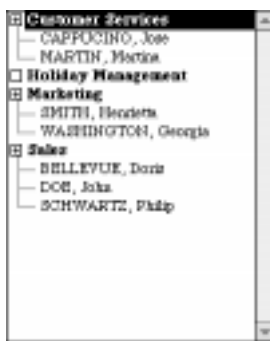 Customer Services
CAPPUCINO, Jose
MARTIN, Martina
Holiday Management
Marketing
SMITH, Henrietta
WASHINGTON, Georgia
Sales
BELLEVUE, Doris
DOE, John
SCHWARTZ, Philip